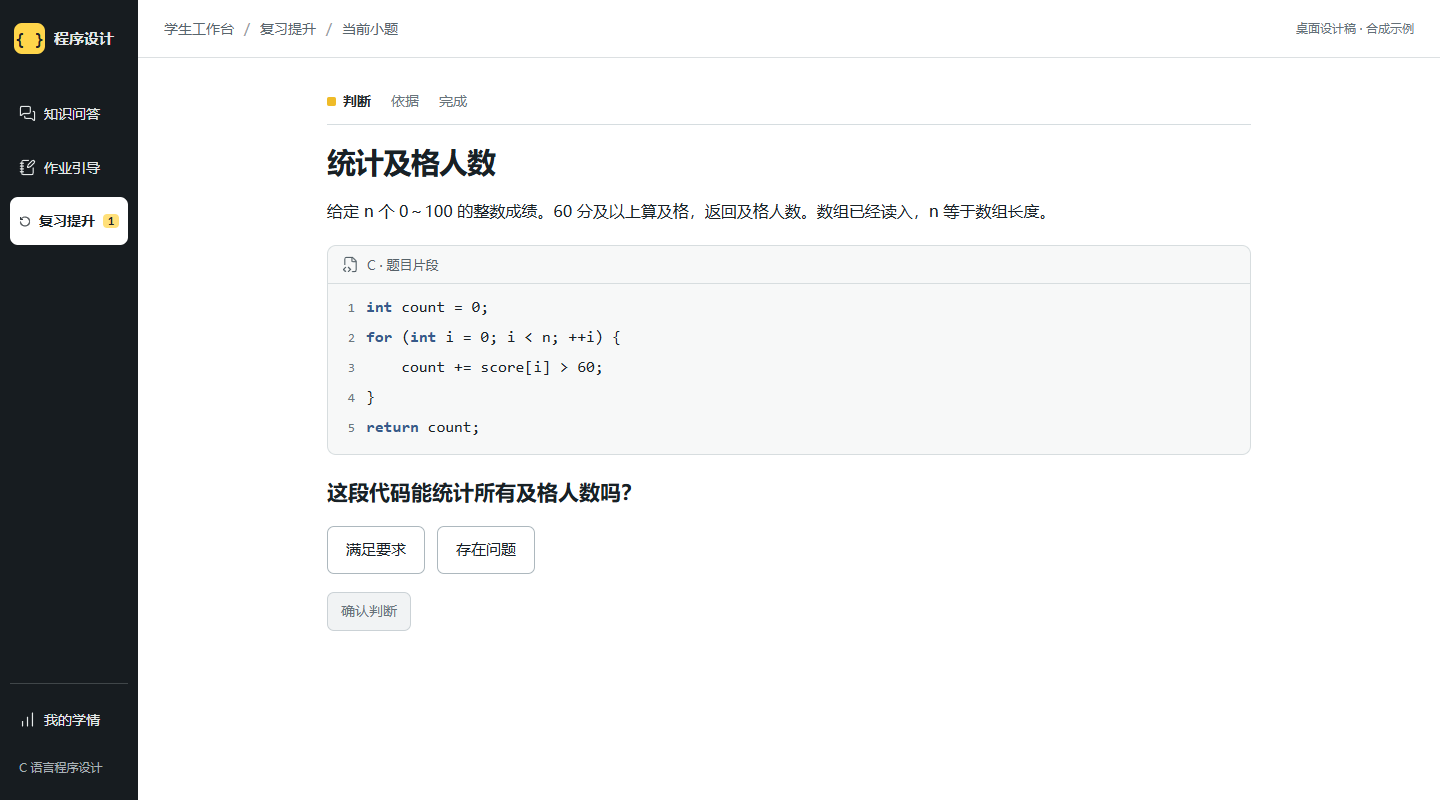 { } 程序设计
知识问答
作业引导
复习提升 1
我的学情
C 语言程序设计
学生工作台 / 复习提升 / 当前小题
桌面设计稿 · 合成示例
判断 依据 完成
统计及格人数
给定 n 个 0～100 的整数成绩。60 分及以上算及格，返回及格人数。数组已经读入，n 等于数组长度。
C · 题目片段
1 int count = 0;
2 for (int i = 0; i < n; ++i) {
3     count += score[i] > 60;
4 }
5 return count;
这段代码能统计所有及格人数吗？
满足要求 存在问题
确认判断